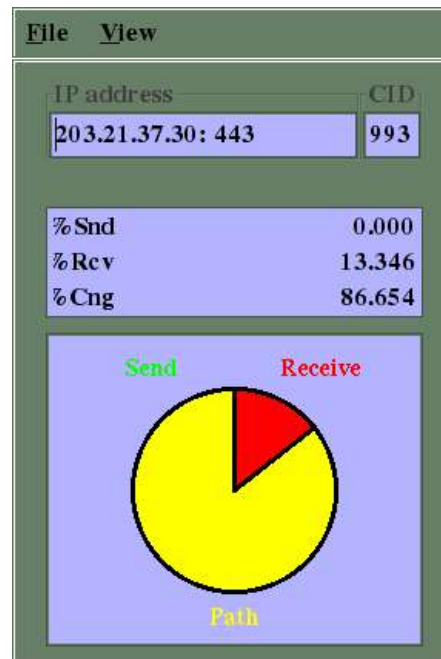 File View
IP address CID
203.21.37.30: 443 993
%Snd 0.000
%Rcv 13.346
%Cng 86.654
Send Receive
Path